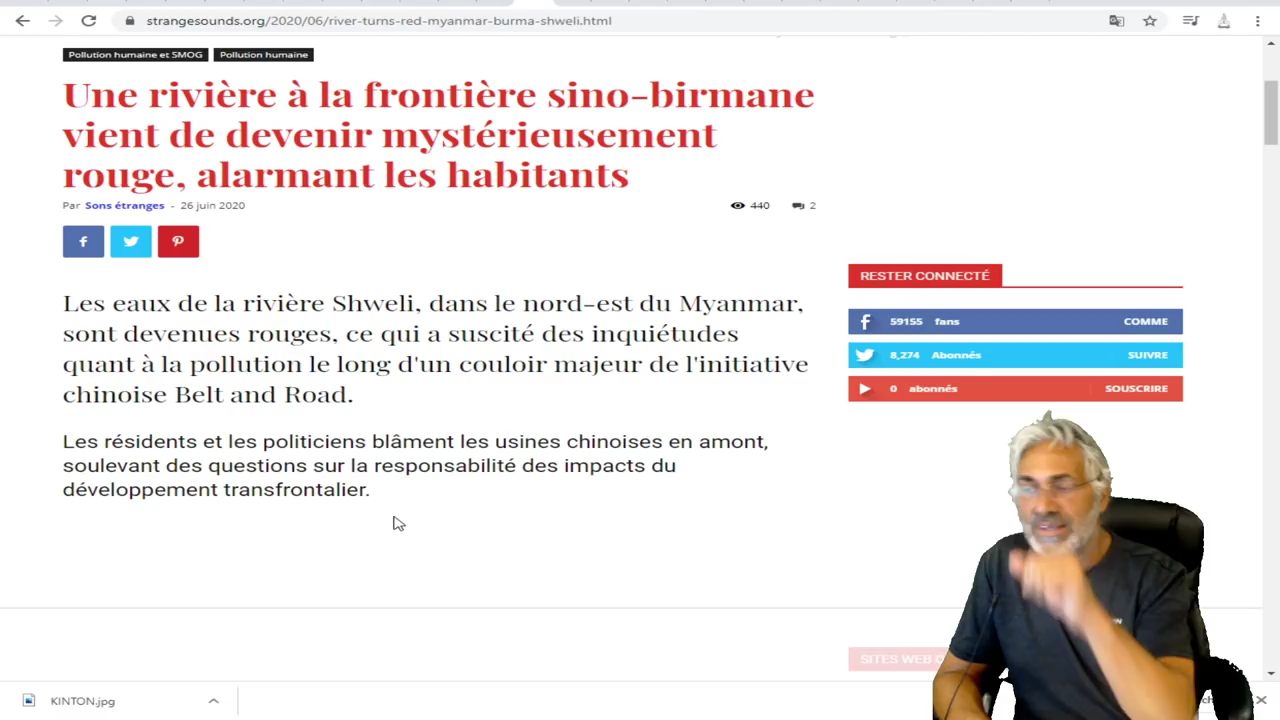 strangesounds.org/2020/06/river-turns-red-myanmar-burma-shweli.html
Pollution humaine et SMOG Pollution humaine
Une rivière à la frontière sino-birmane
vient de devenir mystérieusement
rouge, alarmant les habitants
Par Sons étranges - 26 juin 2020
440 2
RESTER CONNECTÉ
Les eaux de la rivière Shweli, dans le nord-est du Myanmar,
sont devenues rouges, ce qui a suscité des inquiétudes
quant à la pollution le long d'un couloir majeur de l'initiative
chinoise Belt and Road.
59155 fans COMME
8,274 Abonnés SUIVRE
0 abonnés SOUSCRIRE
Les résidents et les politiciens blâment les usines chinoises en amont,
soulevant des questions sur la responsabilité des impacts du
développement transfrontalier.
SITES WEB
KINTON.jpg